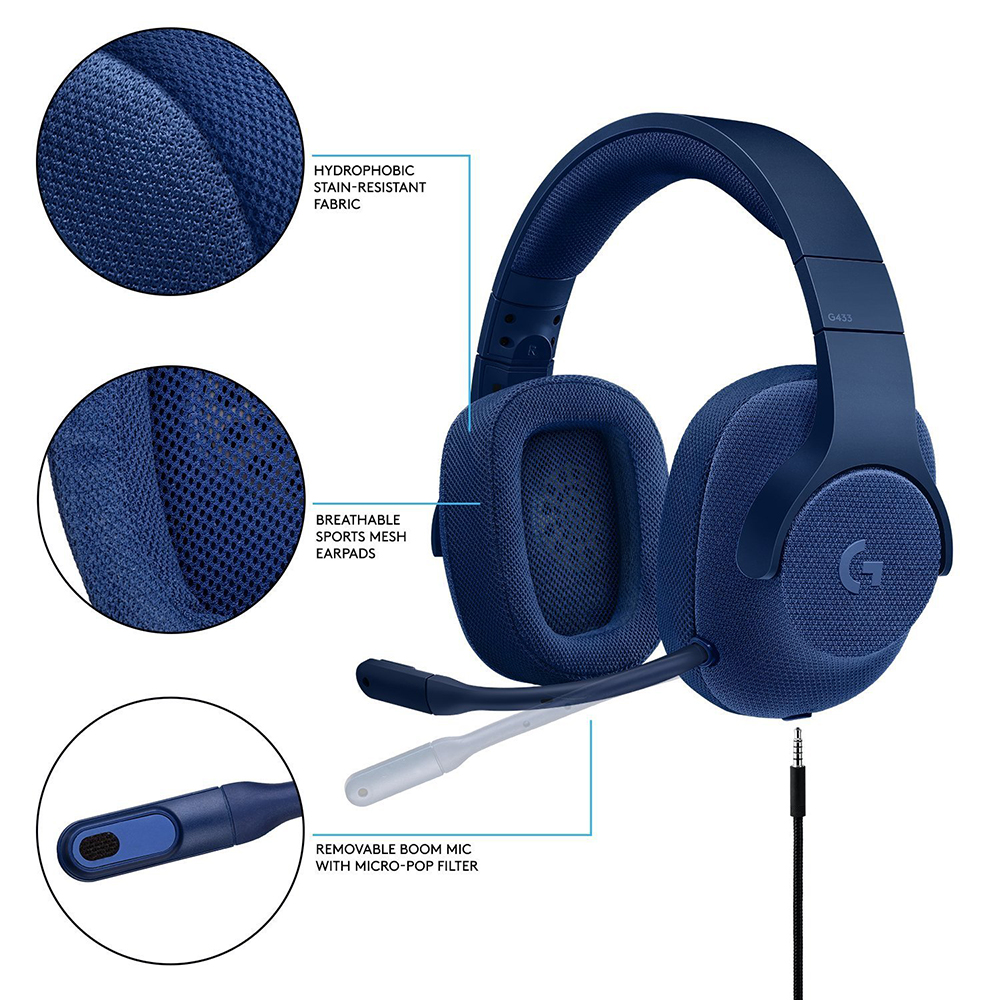 HYDROPHOBIC
STAIN-RESISTANT
FABRIC
G433
R
BREATHABLE
SPORTS MESH
EARPADS
G
REMOVABLE BOOM MIC
WITH MICRO-POP FILTER